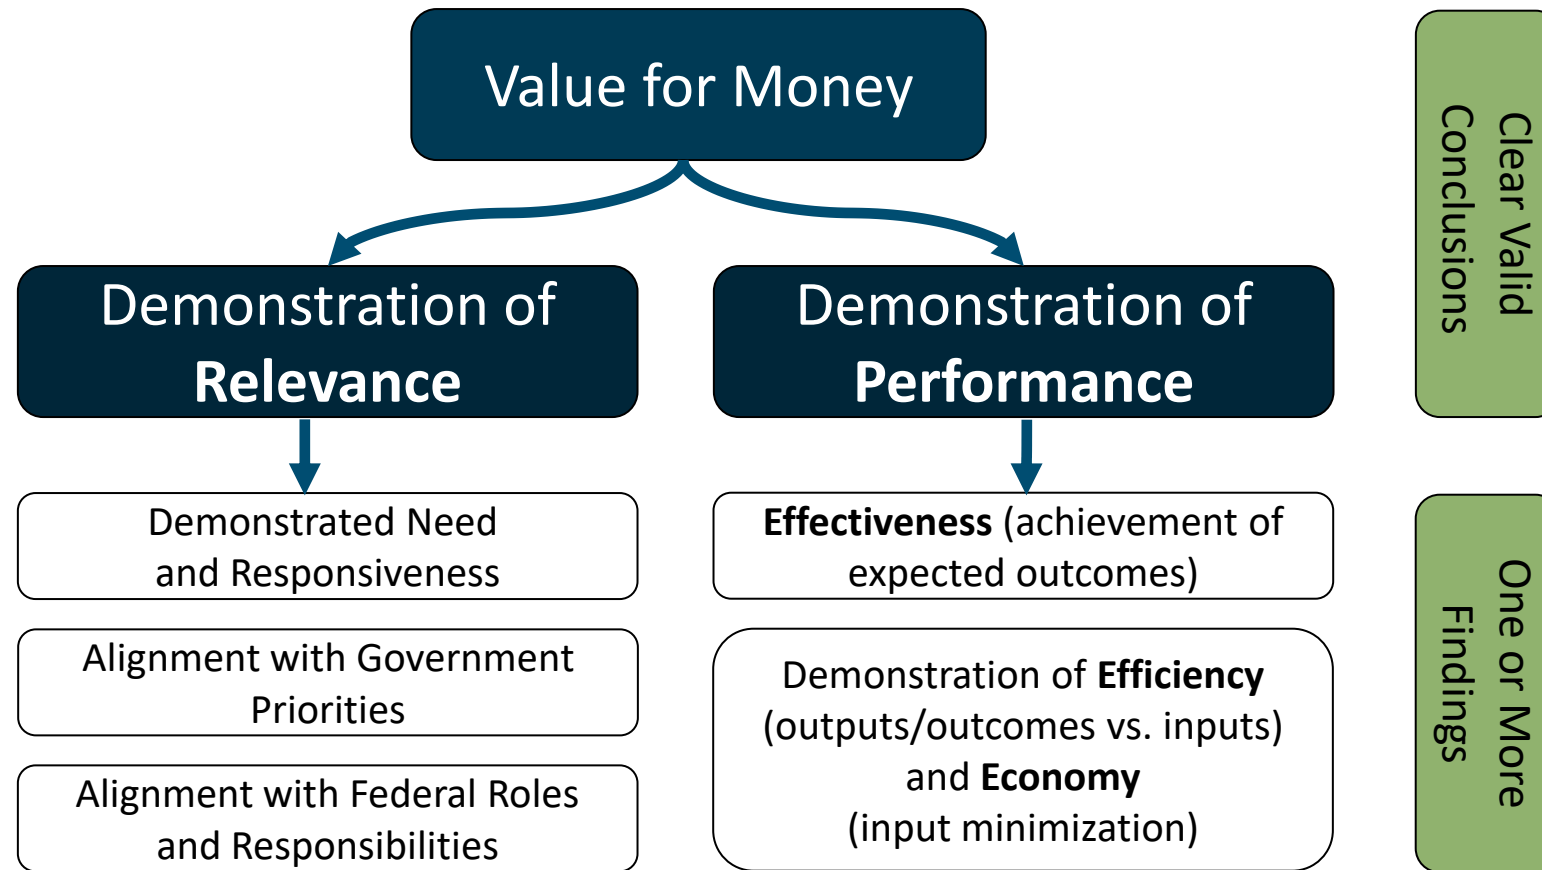 Value for Money
Demonstration of
Relevance
Demonstrated Need
and Responsiveness
Alignment with Government
Priorities
Alignment with Federal Roles
and Responsibilities
Demonstration of
Performance
Effectiveness (achievement of
expected outcomes)
Demonstration of Efficiency
(outputs/outcomes vs. inputs)
and Economy
(input minimization)
Clear Valid
Conclusions
One or More
Findings